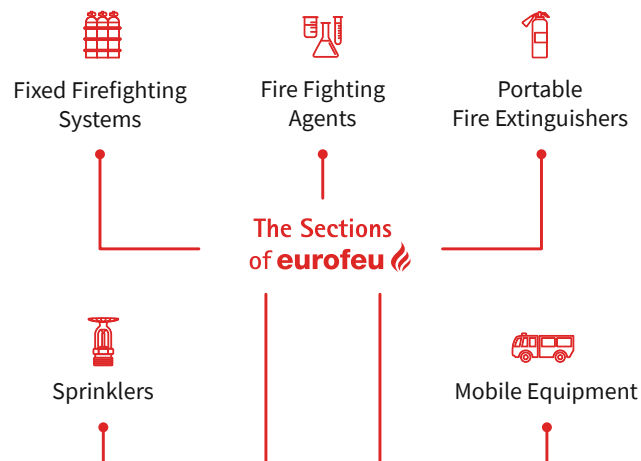 Fixed Firefighting
Systems
Fire Fighting
Agents
Portable
Fire Extinguishers
The Sections
of eurofeu
Sprinklers
Mobile Equipment